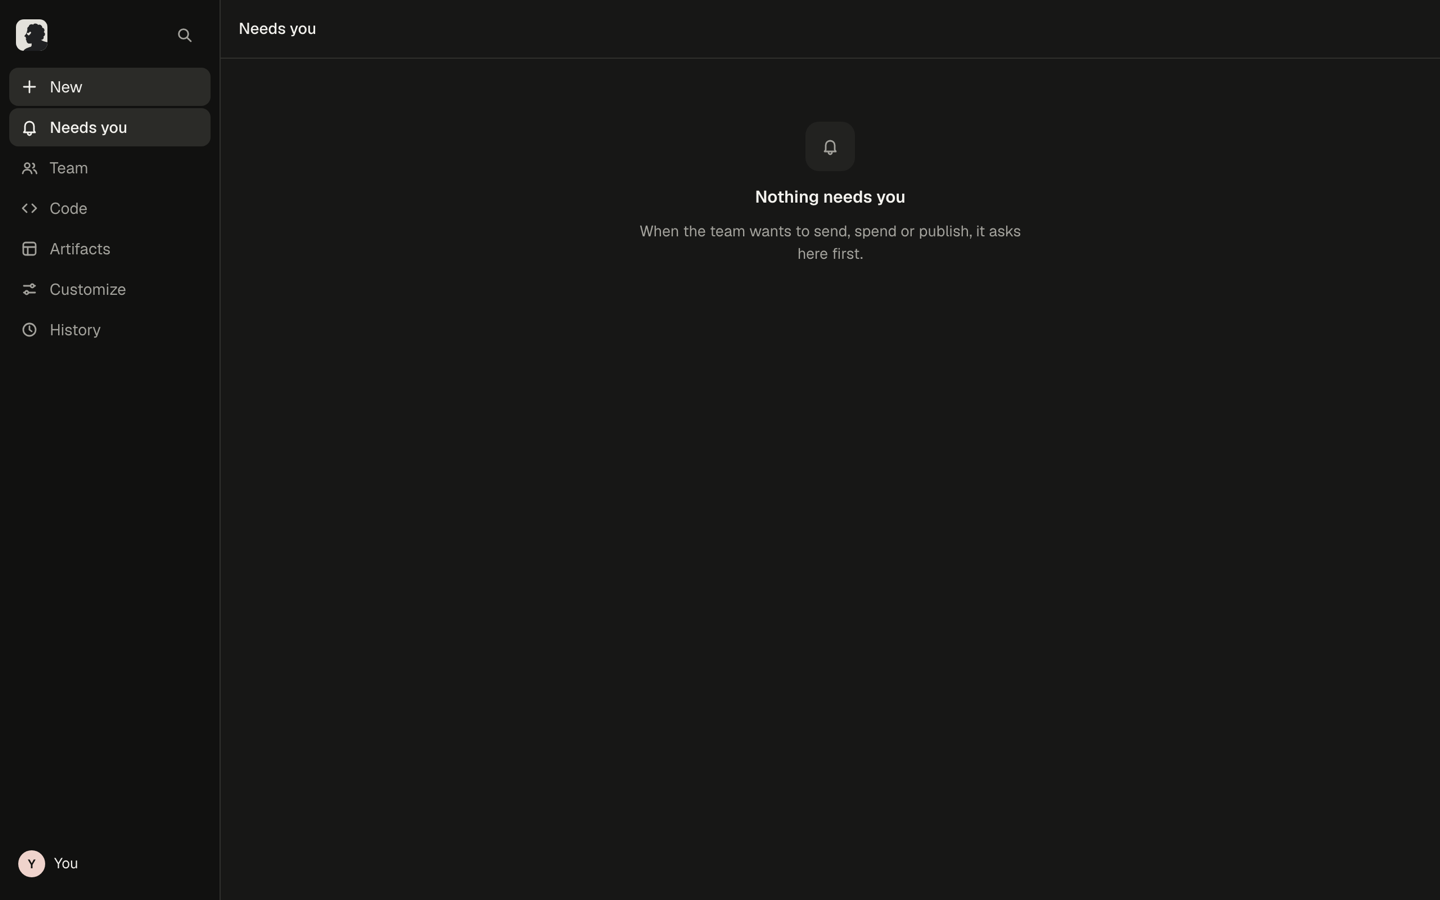 Needs you
New
Needs you
Team
Code
Artifacts
Customize
History
Nothing needs you
When the team wants to send, spend or publish, it asks
here first.
Y
You